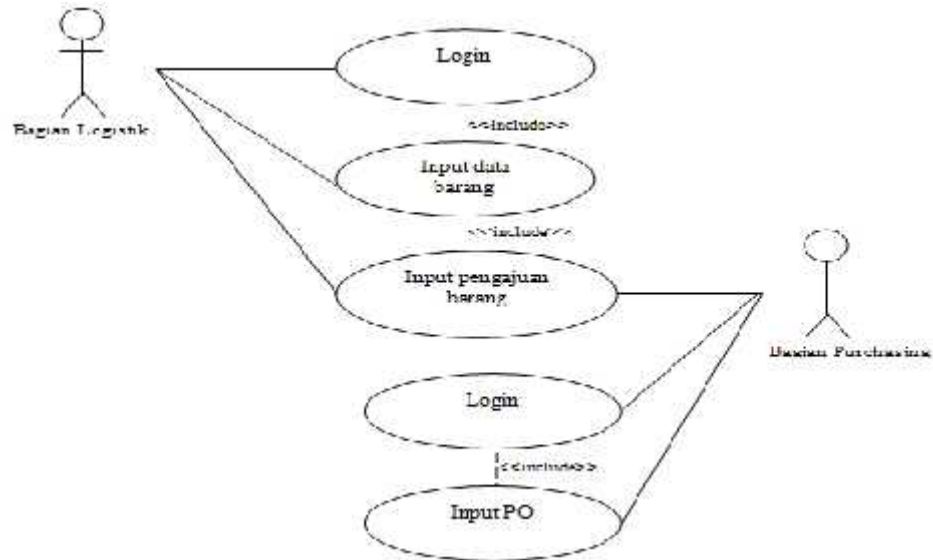 Login
Bagian Logistik
<<include>>
Input data
barang
<<include>>
Input pengajuan
barang
Bagian Purchasing
Login
<<include>>
Input PO